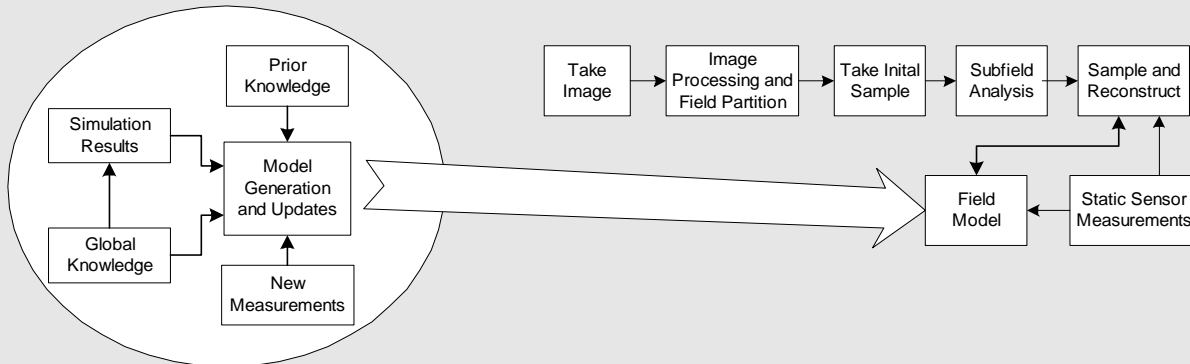 Prior
Knowledge
Simulation
Results
Model
Generation
and Updates
Global
Knowledge
New
Measurements
Take
Image
Image
Processing and
Field Partition
Take Inital
Sample
Subfield
Analysis
Sample and
Reconstruct
Field
Model
Static Sensor
Measurements